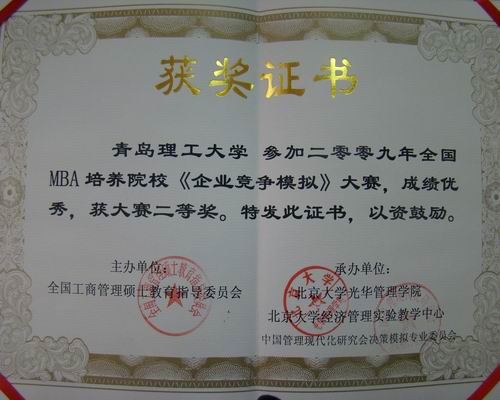 获奖证书
青岛理工大学 参加二零零九年全国
MBA 培养院校《企业竞争模拟》大赛，成绩优
秀，获大赛二等奖。特发此证书，以资鼓励。
主办单位：
全国工商管理硕士教育指导委员会
承办单位：
北京大学光华管理学院
北京大学经济管理实验教学中心
中国管理现代化研究会决策模拟专业委员会